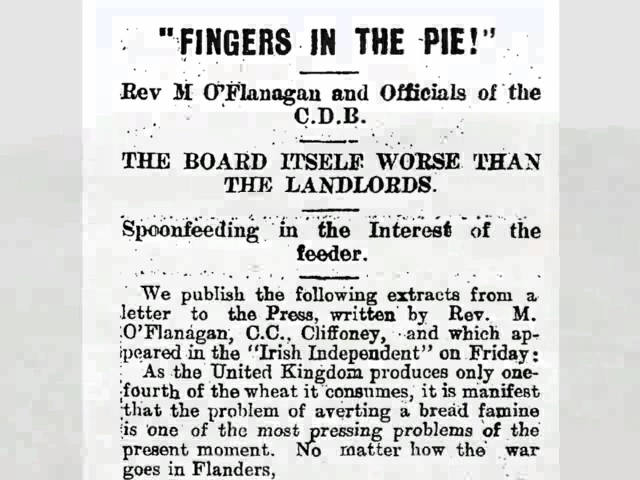 "FINGERS IN THE PIE!"
Rev M O'Flanagan and Officials of the
C.D.B.
THE BOARD ITSELF WORSE THAN
THE LANDLORDS.
Spoonfeeding in the Interest of the
feeder.
We publish the following extracts from a
letter to the Press, written by Rev. M.
O'Flanagan, C.C., Cliffoney, and which ap-
peared in the "Irish Independent" on Friday:
As the United Kingdom produces only one-
fourth of the wheat it consumes, it is manifest
that the problem of averting a bread famine
is one of the most pressing problems of the
present moment. No matter how the war
goes in Flanders,